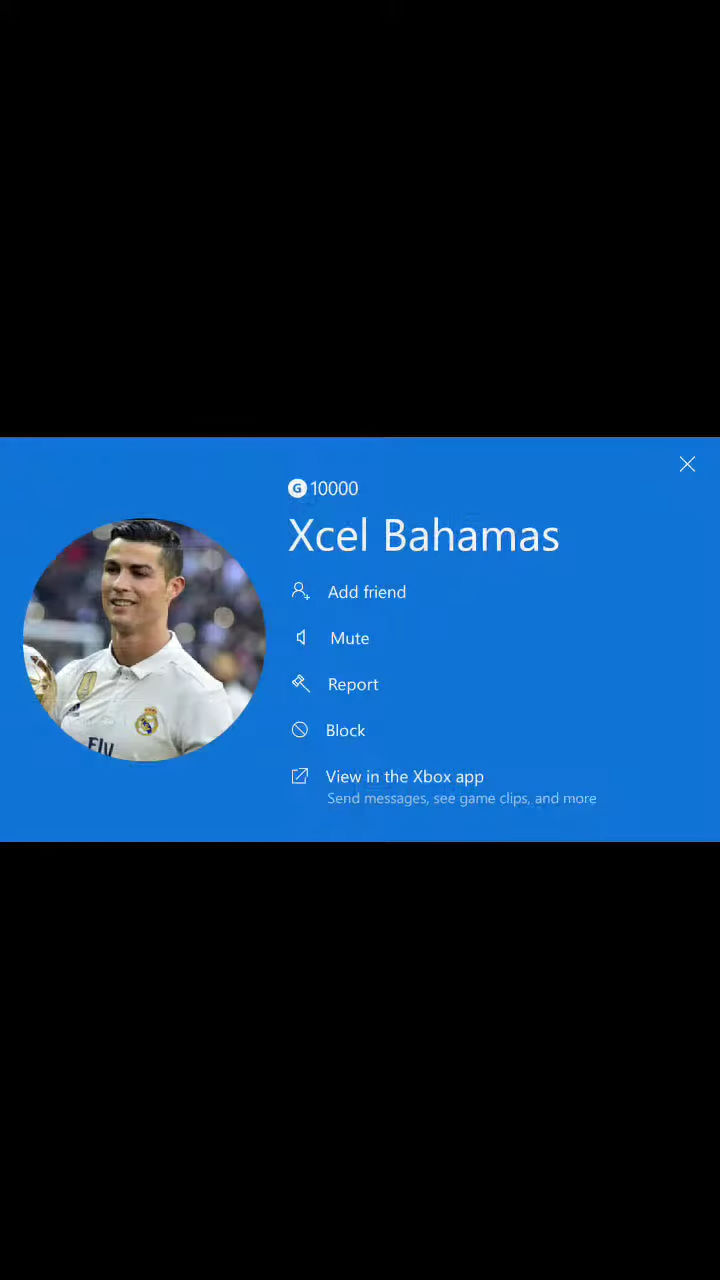 G 10000
Xcel Bahamas
Add friend
Mute
Report
Block
View in the Xbox app
Send messages, see game clips, and more
Fly